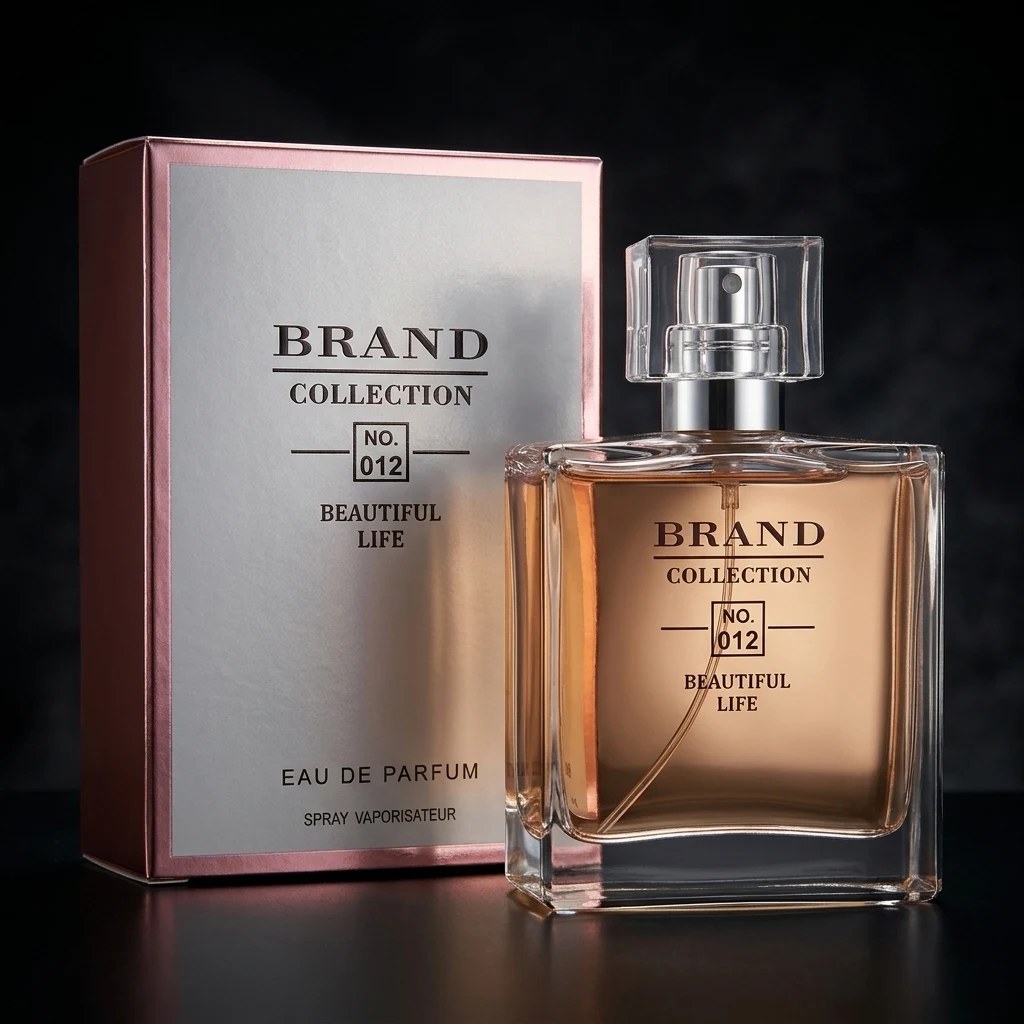 BRAND
COLLECTION
NO.
012
BEAUTIFUL
LIFE
EAU DE PARFUM
SPRAY VAPORISATEUR
BRAND
COLLECTION
NO.
012
BEAUTIFUL
LIFE